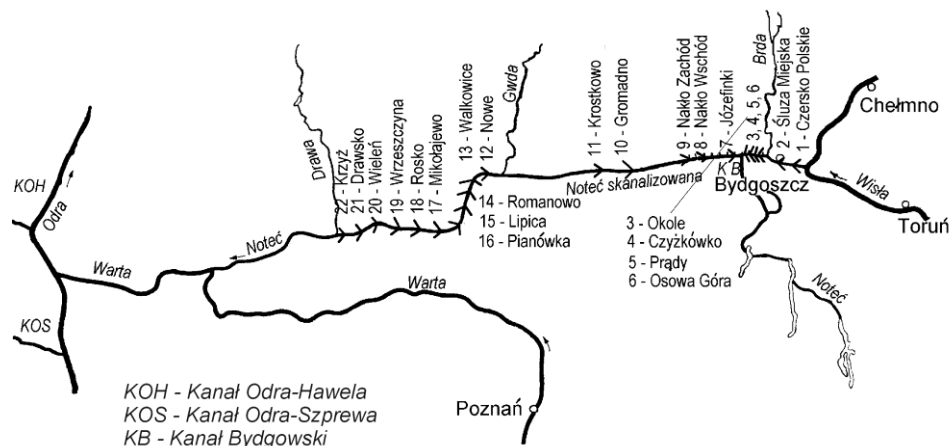 KOH
Odra
KOS
Warta
Noteć
Drawa
22 - Krzyż
21 - Drawsko
20 - Wieleń
19 - Wrzeszczyna
18 - Rosko
17 - Mikołajewo
13 - Walkowice
12 - Nowe
Gwda
14 - Romanowo
15 - Lipica
16 - Pianówka
11 - Krostkowo
10 - Gromadno
Noteć skanalizowana
9 - Nakło Zachód
8 - Nakło Wschód
7 - Józefinki
3, 4, 5, 6
Brda
2 - Śluza Miejska
1 - Czersko Polskie
K B
Bydgoszcz
Chełmno
Wisła
Toruń
3 - Okole
4 - Czyżkówko
5 - Prądy
6 - Osowa Góra
Noteć
Warta
Poznań
KOH - Kanał Odra-Hawela
KOS - Kanał Odra-Szprewa
KB - Kanał Bydgowski